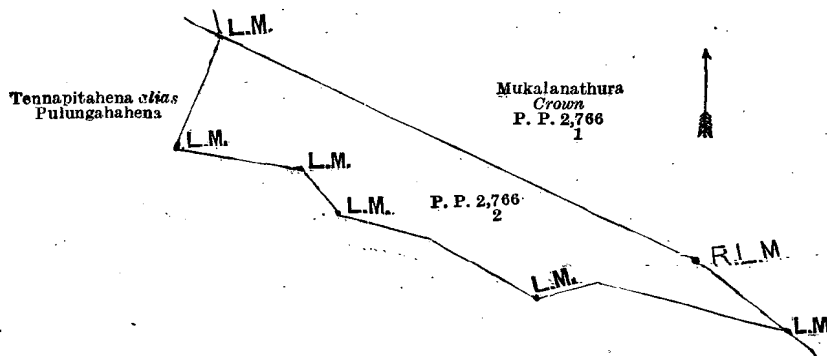 L.M.
Mukalanathura
Crown
P. P. 2,766
1
Tennapitahena alias
Pulungahahena
L.M.
L.M.
L.M.
P. P. 2,766
2
R.L.M
L.M.
L.M